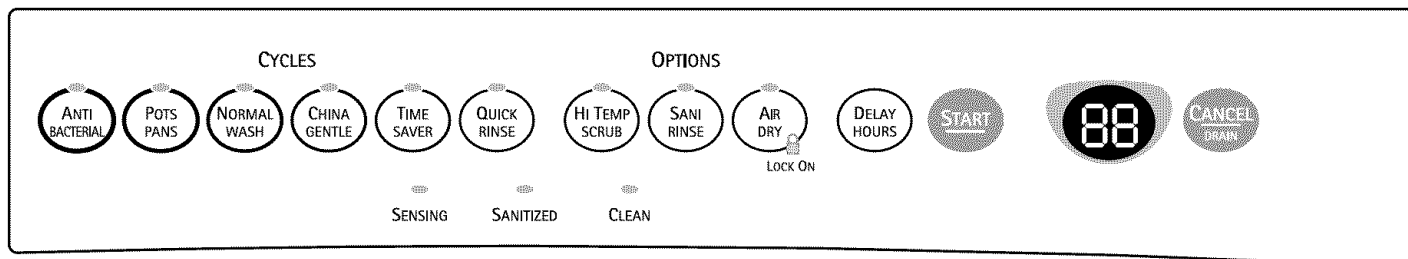 CYCLES
OPTIONS
ANTI
BACTERIAL
POTS
PANS
NORMAL
WASH
CHINA
GENTLE
TIME
SAVER
QUICK
RINSE
HI TEMP
SCRUB
SANI
RINSE
AIR
DRY
LOCK ON
DELAY
HOURS
START
88
CANCEL
DRAIN
SENSING
SANITIZED
CLEAN